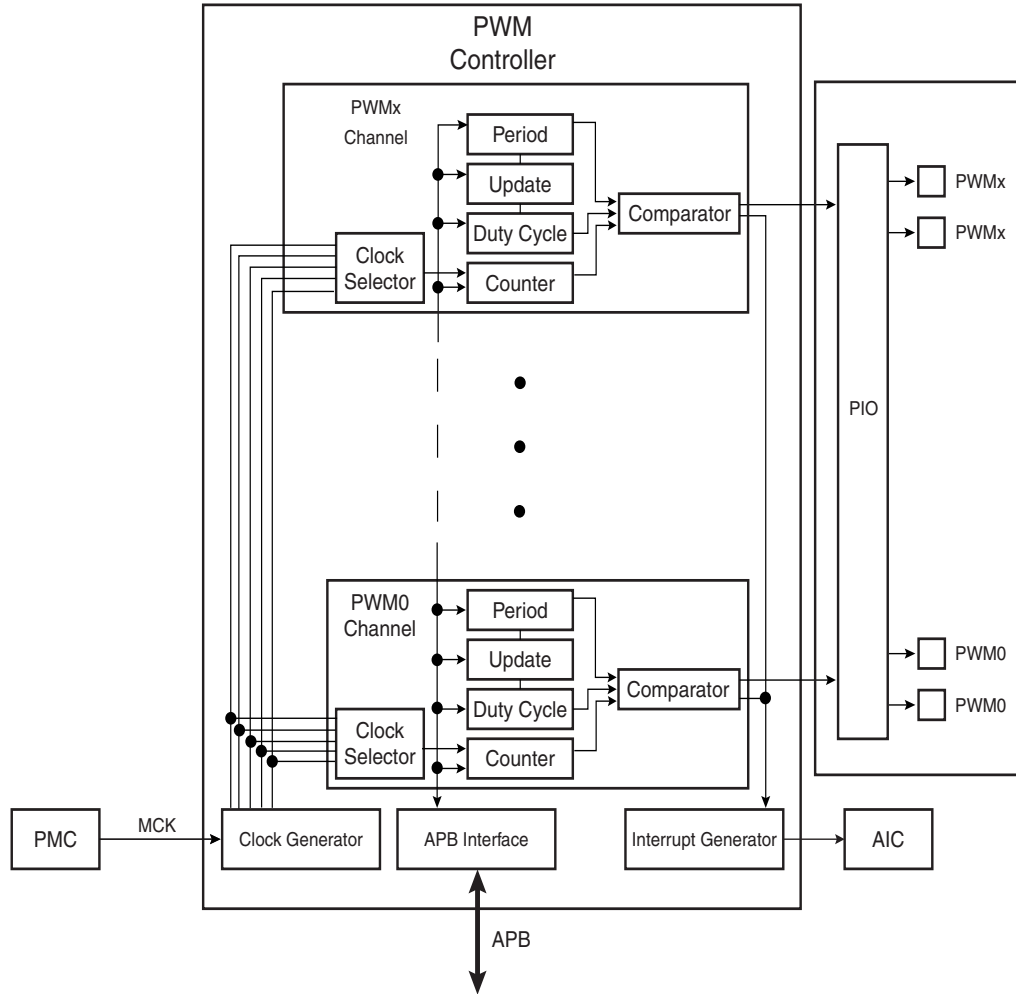 PWM
Controller
PWMx
Channel
Period
Update
Duty Cycle
Counter
Clock
Selector
Comparator
PIO
PWMx
PWMx
PWM0
Channel
Period
Update
Duty Cycle
Counter
Clock
Selector
Comparator
PWM0
PWM0
PMC
MCK
Clock Generator
APB Interface
Interrupt Generator
AIC
APB